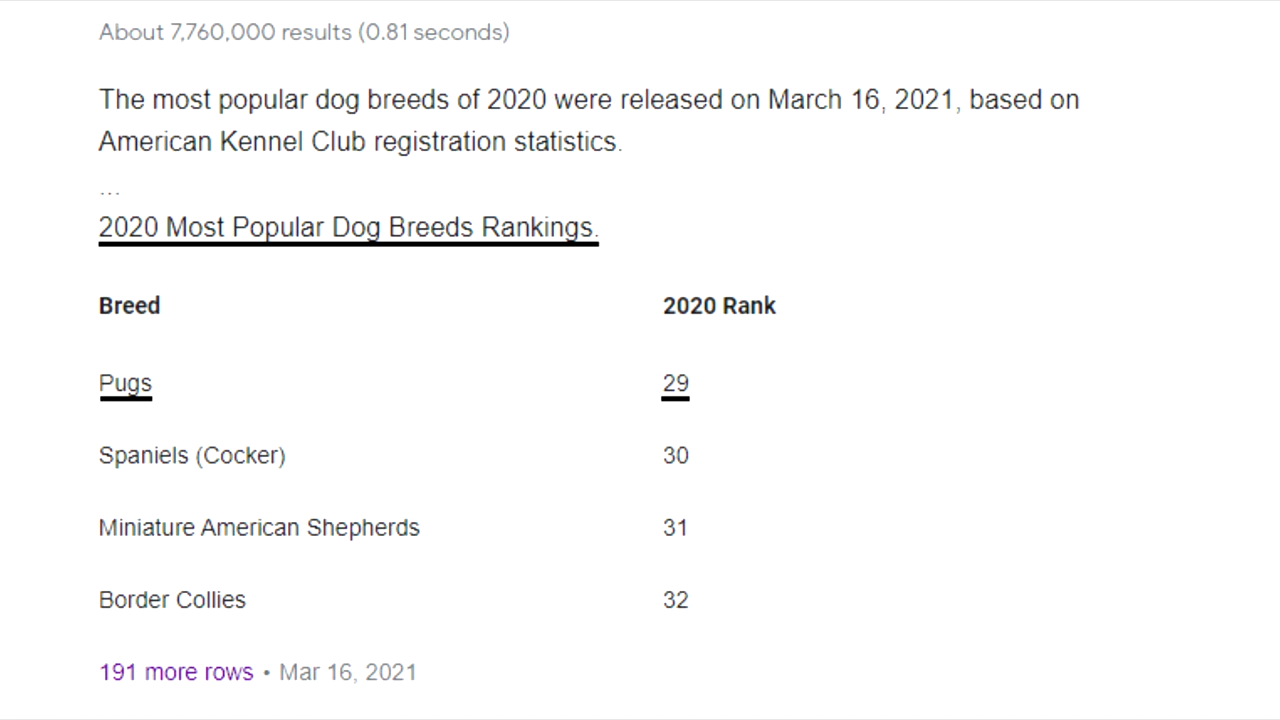 About 7,760,000 results (0.81 seconds)
The most popular dog breeds of 2020 were released on March 16, 2021, based on
American Kennel Club registration statistics.
...
2020 Most Popular Dog Breeds Rankings.
Breed 2020 Rank
Pugs 29
Spaniels (Cocker) 30
Miniature American Shepherds 31
Border Collies 32
191 more rows • Mar 16, 2021